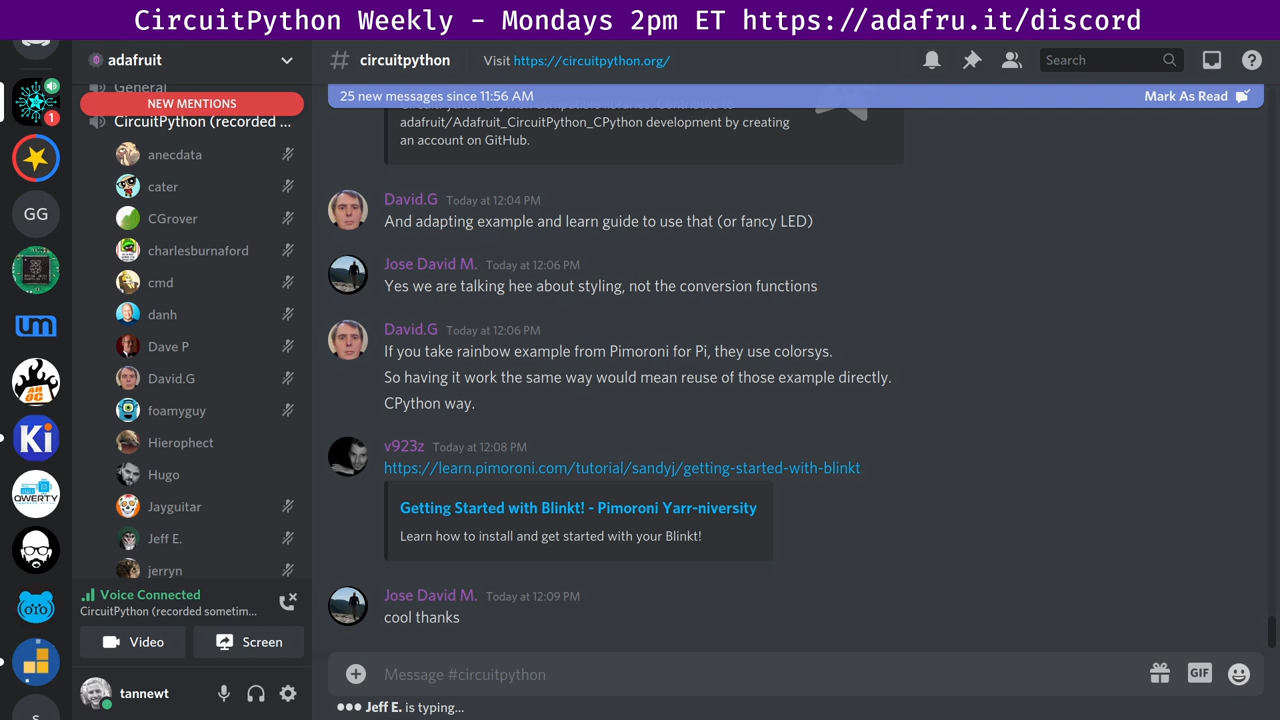 CircuitPython Weekly - Mondays 2pm ET https://adafru.it/discord
adafruit
# circuitpython
Visit https://circuitpython.org/
Search
General
NEW MENTIONS
CircuitPython (recorded ...
anecdata
cater
CGrover
charlesburnaford
cmd
danh
Dave P
David.G
foamyguy
Hierophect
Hugo
Jayguitar
Jeff E.
jerryn
Voice Connected
CircuitPython (recorded sometim...
Video
Screen
tannewt
1
GG
um
AHOC
Ki
QWERTY
25 new messages since 11:56 AM
Mark As Read
adafruit/Adafruit_CircuitPython_CPython development by creating
an account on GitHub.
David.G Today at 12:04 PM
And adapting example and learn guide to use that (or fancy LED)
Jose David M. Today at 12:06 PM
Yes we are talking hee about styling, not the conversion functions
David.G Today at 12:06 PM
If you take rainbow example from Pimoroni for Pi, they use colorsys.
So having it work the same way would mean reuse of those example directly.
CPython way.
v923z Today at 12:08 PM
https://learn.pimoroni.com/tutorial/sandyj/getting-started-with-blinkt
Getting Started with Blinkt! - Pimoroni Yarr-niversity
Learn how to install and get started with your Blinkt!
Jose David M. Today at 12:09 PM
cool thanks
Message #circuitpython
GIF
Jeff E. is typing...